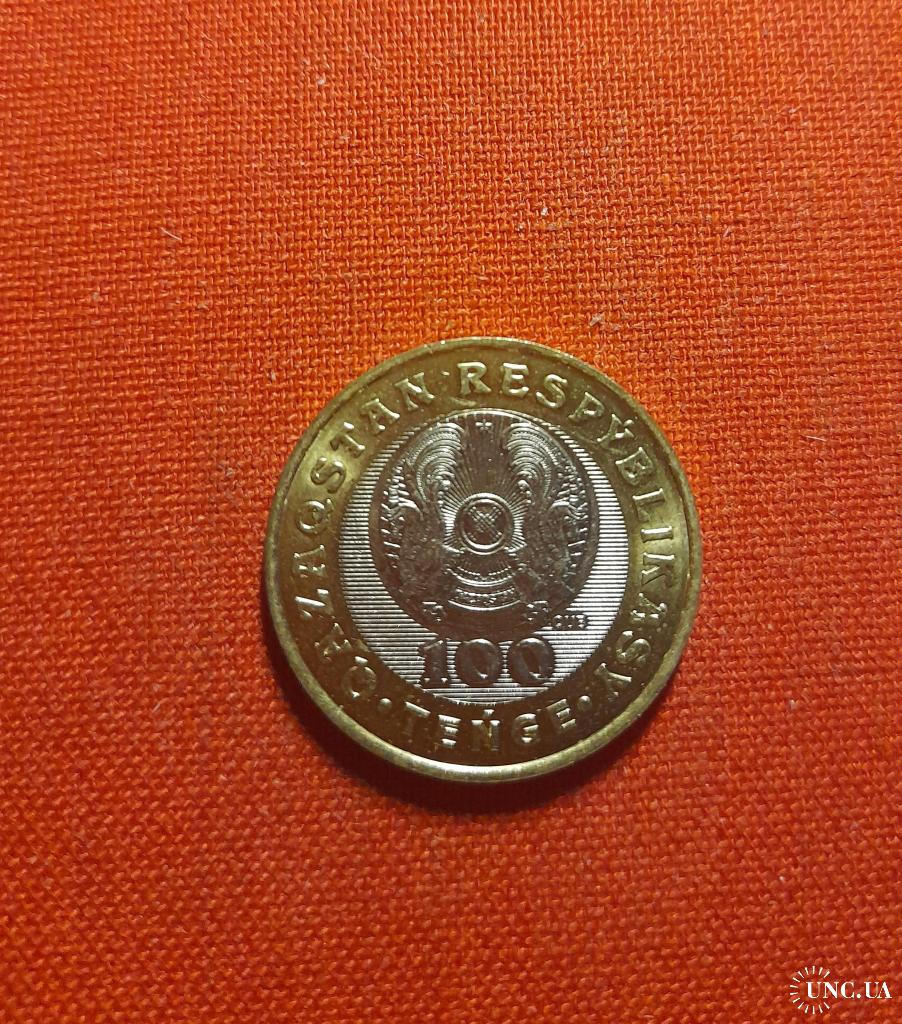 QAZAQSTAN RESPÝBLIKASY
100
• TEŃGE •
UNC.UA